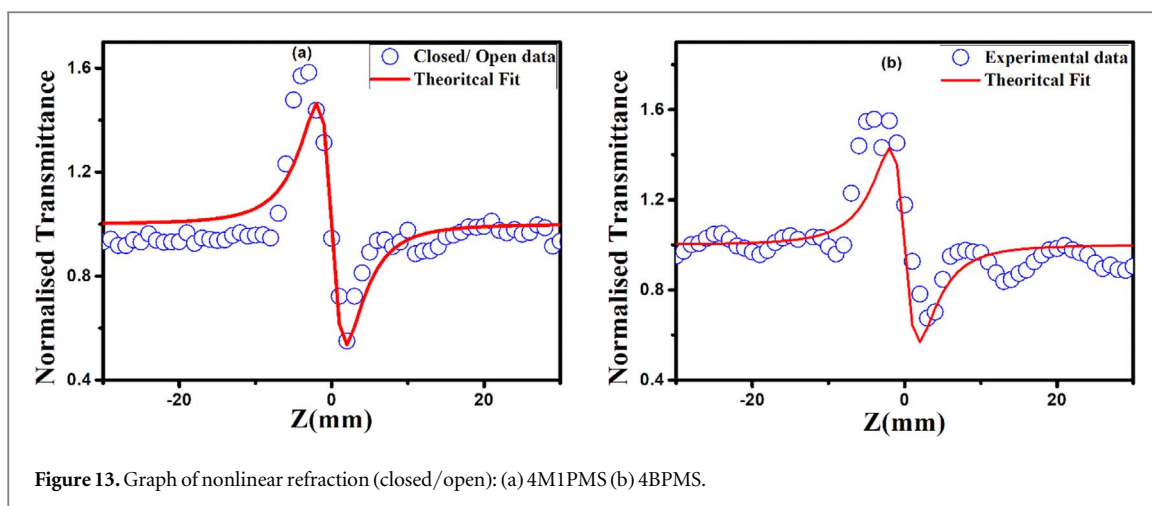 (a)
Closed/ Open data
Theoritcal Fit
1.6
1.2
0.8
0.4
Normalised Transmittance
-20
0
20
Z(mm)
(b)
Experimental data
Theoritcal Fit
1.6
1.2
0.8
0.4
Normalised Transmittance
-20
0
20
Z(mm)
Figure 13. Graph of nonlinear refraction (closed/open): (a) 4M1PMS (b) 4BPMS.